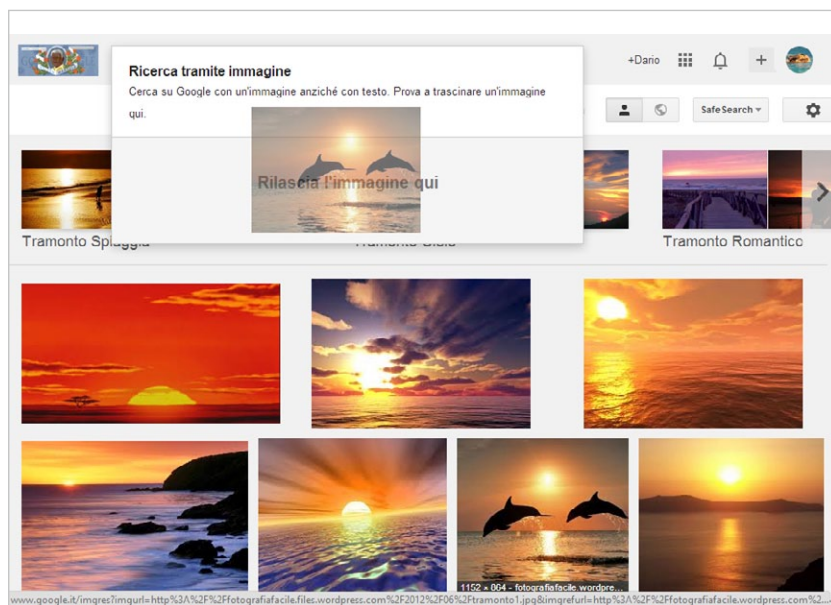 Ricerca tramite immagine
+Dario
Cerca su Google con un'immagine anziché con testo. Prova a trascinare un'immagine
qui.
SafeSearch
Rilascia l'immagine qui
Tramonto Spiaggia
Tramonto
Tramonto Romantico
1152 × 864 - fotografiafacile.wordpre...
www.google.it/imgres?imgurl=http%3A%2F%2Ffotografiafacile.files.wordpress.com%2F2012%2F06%2Ftramonto1.jpg&imgrefurl=http%3A%2F%2Ffotografiafacile.wordpress.com%2...